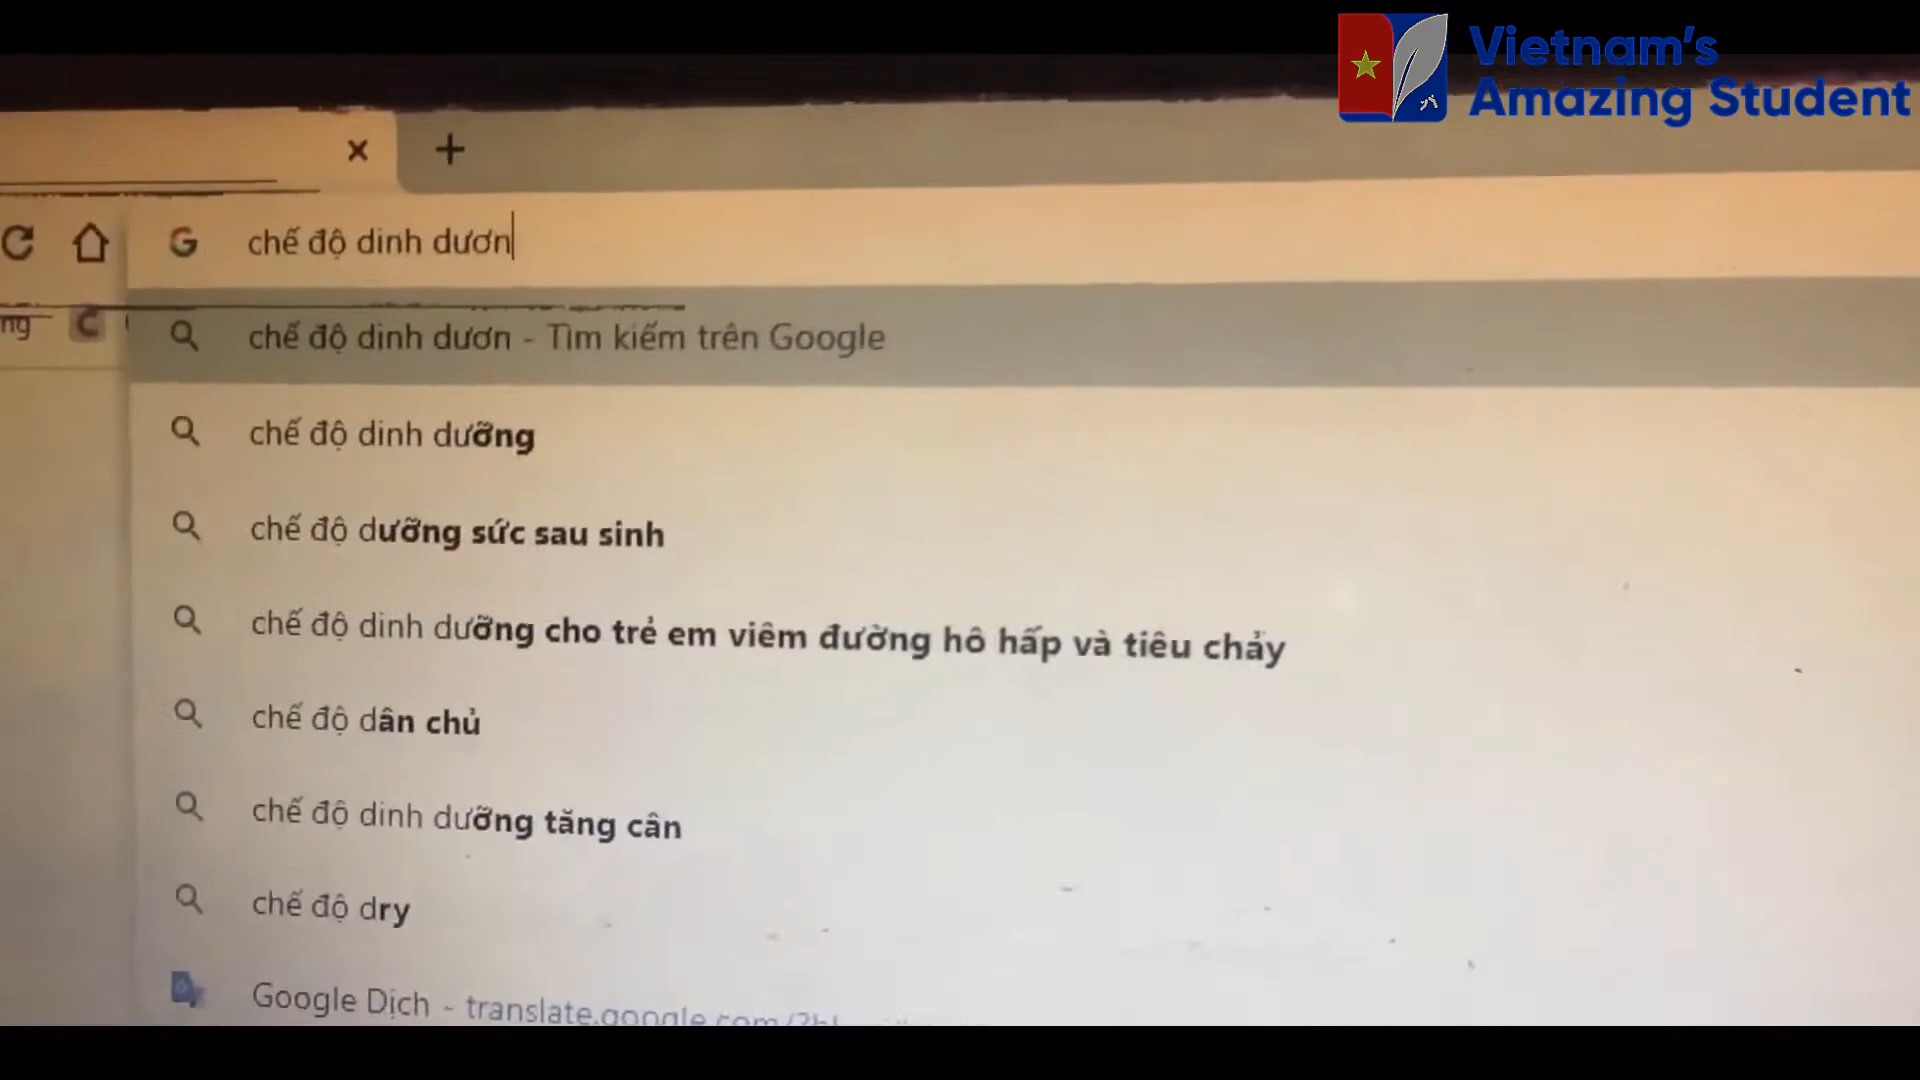 Vietnam's
Amazing Student
chế độ dinh dươn
ng
chế độ dinh dươn - Tìm kiếm trên Google
chế độ dinh dưỡng
chế độ dưỡng sức sau sinh
chế độ dinh dưỡng cho trẻ em viêm đường hô hấp và tiêu chảy
chế độ dân chủ
chế độ dinh dưỡng tăng cân
chế độ dry
Google Dịch - translate.google.com/?hl